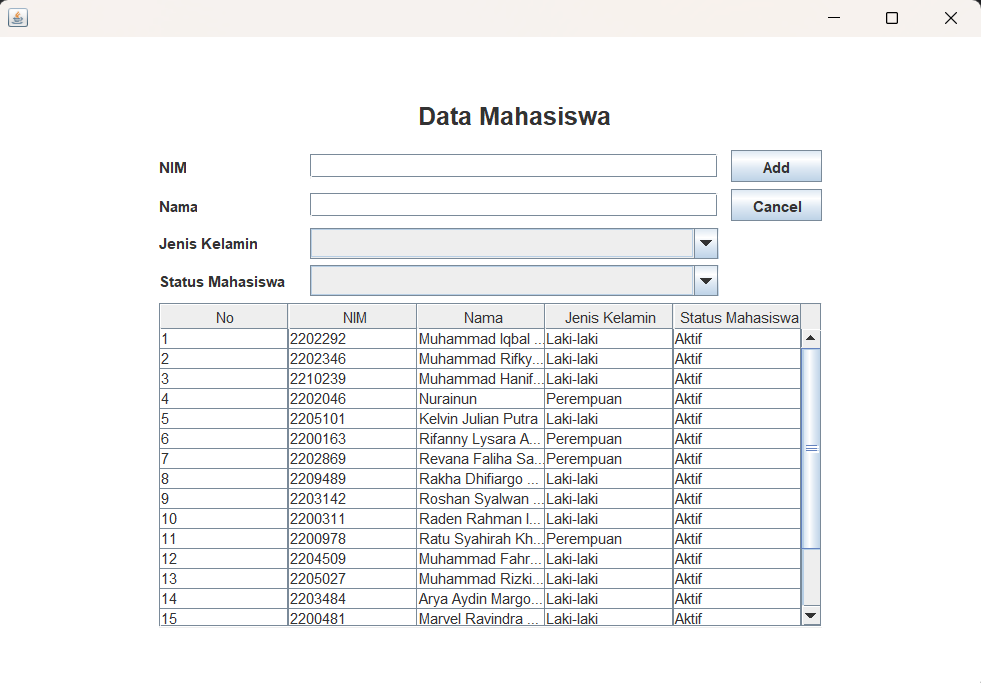 Data Mahasiswa
NIM
Add
Nama
Cancel
Jenis Kelamin
Status Mahasiswa
No NIM Nama Jenis Kelamin Status Mahasiswa
1 2202292 Muhammad Iqbal ... Laki-laki Aktif
2 2202346 Muhammad Rifky... Laki-laki Aktif
3 2210239 Muhammad Hanif... Laki-laki Aktif
4 2202046 Nurainun Perempuan Aktif
5 2205101 Kelvin Julian Putra Laki-laki Aktif
6 2200163 Rifanny Lysara A... Perempuan Aktif
7 2202869 Revana Faliha Sa... Perempuan Aktif
8 2209489 Rakha Dhifiargo ... Laki-laki Aktif
9 2203142 Roshan Syalwan ... Laki-laki Aktif
10 2200311 Raden Rahman I... Laki-laki Aktif
11 2200978 Ratu Syahirah Kh... Perempuan Aktif
12 2204509 Muhammad Fahr... Laki-laki Aktif
13 2205027 Muhammad Rizki... Laki-laki Aktif
14 2203484 Arya Aydin Margo... Laki-laki Aktif
15 2200481 Marvel Ravindra ... Laki-laki Aktif